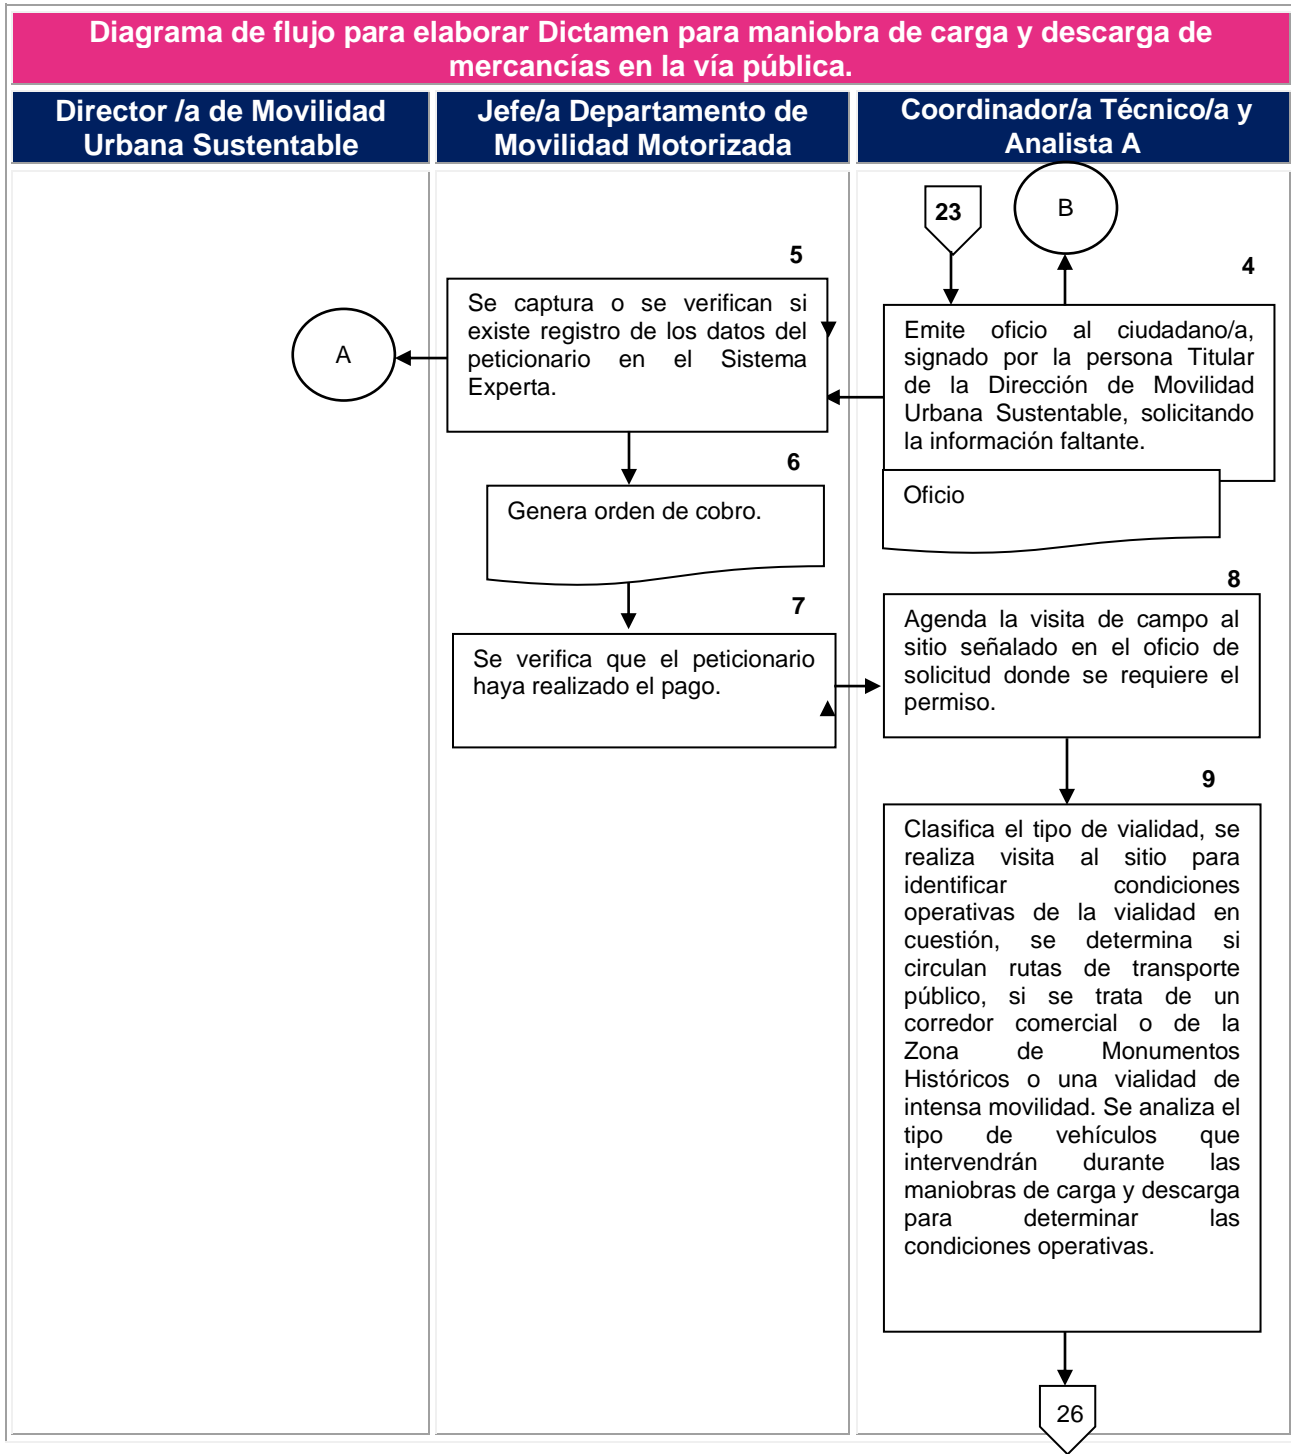 Diagrama de flujo para elaborar Dictamen para maniobra de carga y descarga de
mercancías en la vía pública.
Director /a de Movilidad
Urbana Sustentable
Jefe/a Departamento de
Movilidad Motorizada
Coordinador/a Técnico/a y
Analista A
23
B
4
Emite oficio al ciudadano/a,
signado por la persona Titular
de la Dirección de Movilidad
Urbana Sustentable, solicitando
la información faltante.
Oficio
5
Se captura o se verifican si
existe registro de los datos del
peticionario en el Sistema
Experta.
A
6
Genera orden de cobro.
7
Se verifica que el peticionario
haya realizado el pago.
8
Agenda la visita de campo al
sitio señalado en el oficio de
solicitud donde se requiere el
permiso.
9
Clasifica el tipo de vialidad, se
realiza visita al sitio para
identificar condiciones
operativas de la vialidad en
cuestión, se determina si
circulan rutas de transporte
público, si se trata de un
corredor comercial o de la
Zona de Monumentos
Históricos o una vialidad de
intensa movilidad. Se analiza el
tipo de vehículos que
intervendrán durante las
maniobras de carga y descarga
para determinar las
condiciones operativas.
26